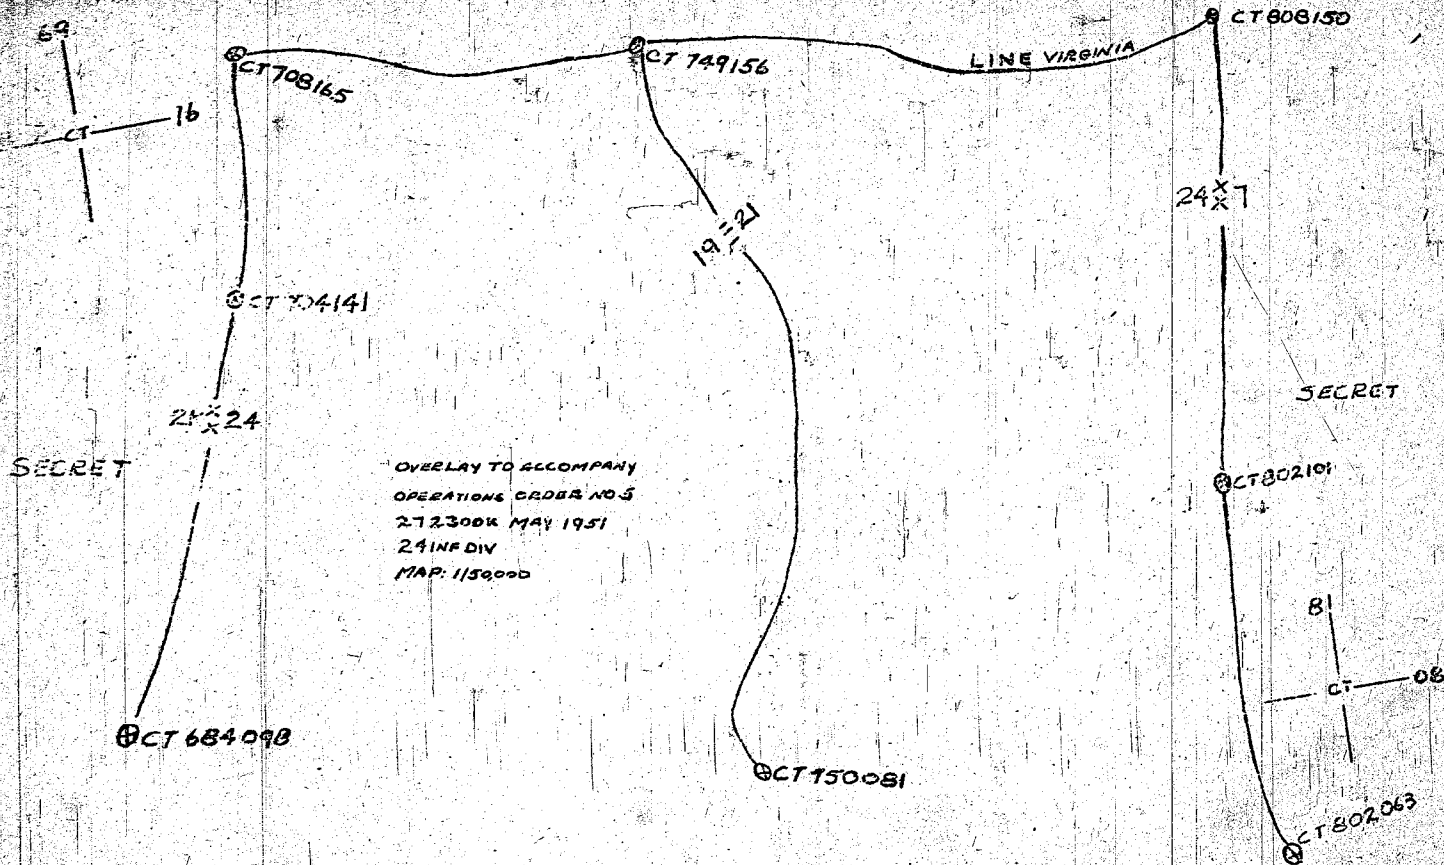 69
CT
16
CT 708165
CT 749156
LINE VIRGINIA
CT 808150
24 XX 7
19 III 21
CT 704141
24
SECRET
SECRET
OVERLAY TO ACCOMPANY
OPERATIONS ORDER NO 5
272300K MAY 1951
24 INF DIV
MAP: 1/50,000
CT 802101
81
CT
08
CT 684098
CT 750081
CT 802063